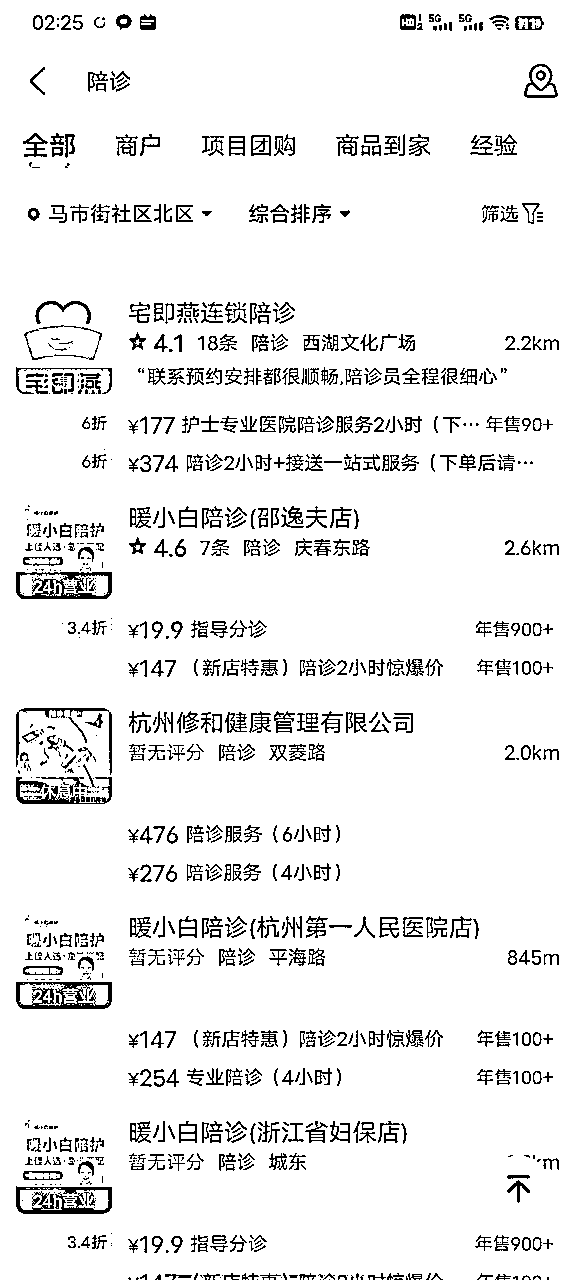 02:25
陪诊
全部 商户 项目团购 商品到家 经验
马市街社区北区 综合排序 筛选
宅即燕连锁陪诊
4.1 18条 陪诊 西湖文化广场 2.2km
宅即燕
“联系预约安排都很顺畅,陪诊员全程很细心”
6折 ¥177 护士专业医院陪诊服务2小时（下… 年售90+
6折 ¥374 陪诊2小时+接送一站式服务（下单后请…
暖小白陪诊(邵逸夫店)
暖小白陪护
4.6 7条 陪诊 庆春东路 2.6km
24h营业
3.4折 ¥19.9 指导分诊 年售900+
¥147 （新店特惠）陪诊2小时惊爆价 年售100+
杭州修和健康管理有限公司
暂无评分 陪诊 双菱路 2.0km
休息中
¥476 陪诊服务（6小时）
¥276 陪诊服务（4小时）
暖小白陪诊(杭州第一人民医院店)
暖小白陪护
暂无评分 陪诊 平海路 845m
24h营业
¥147 （新店特惠）陪诊2小时惊爆价 年售100+
¥254 专业陪诊（4小时） 年售100+
暖小白陪诊(浙江省妇保店)
暖小白陪护
暂无评分 陪诊 城东
24h营业
3.4折 ¥19.9 指导分诊 年售900+